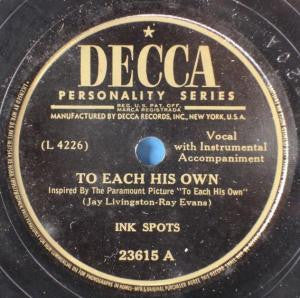 DECCA
PERSONALITY SERIES
REG. U.S. PAT. OFF.
MARCA REGISTRADA
MANUFACTURED BY DECCA RECORDS, INC., NEW YORK, U.S.A.
(L 4226)
Vocal
with Instrumental
Accompaniment
TO EACH HIS OWN
Inspired By The Paramount Picture "To Each His Own"
(Jay Livingston-Ray Evans)
INK SPOTS
23615 A